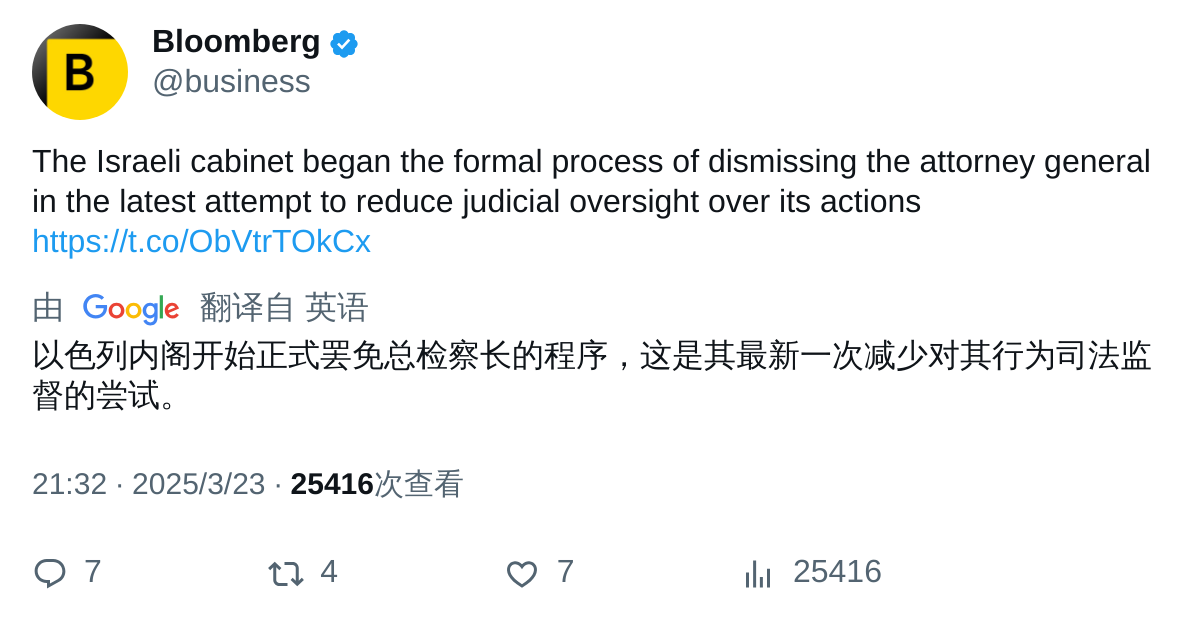 B
Bloomberg
@business
The Israeli cabinet began the formal process of dismissing the attorney general
in the latest attempt to reduce judicial oversight over its actions
https://t.co/ObVtrTOkCx
由 Google 翻译自 英语
以色列内阁开始正式罢免总检察长的程序，这是其最新一次减少对其行为司法监
督的尝试。
21:32 · 2025/3/23 · 25416次查看
7 4 7 25416